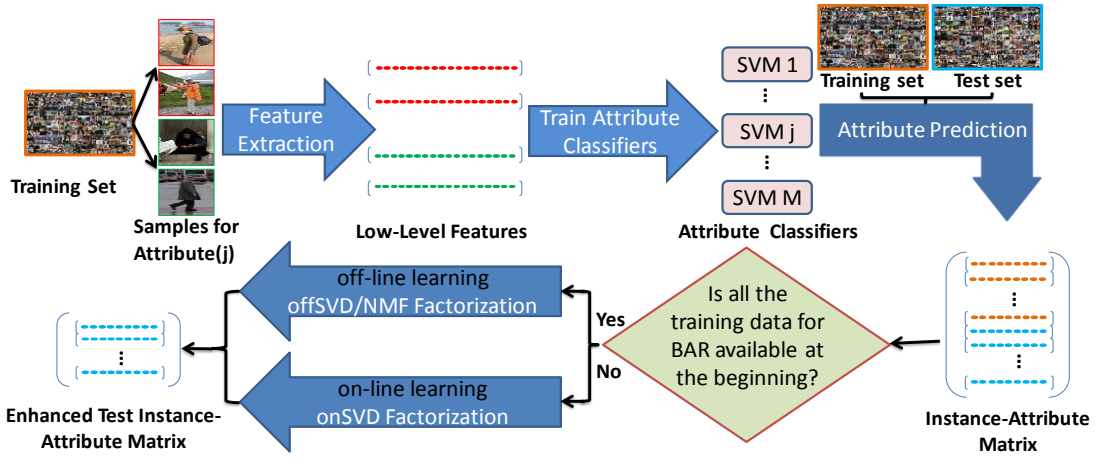 Training Set
Samples for
Attribute(j)
Feature
Extraction
Low-Level Features
Train Attribute
Classifiers
SVM 1
⋮
SVM j
⋮
SVM M
Attribute Classifiers
Training set
Test set
Attribute Prediction
Instance-Attribute
Matrix
Is all the
training data for
BAR available at
the beginning?
Yes
No
off-line learning
offSVD/NMF Factorization
on-line learning
onSVD Factorization
Enhanced Test Instance-
Attribute Matrix